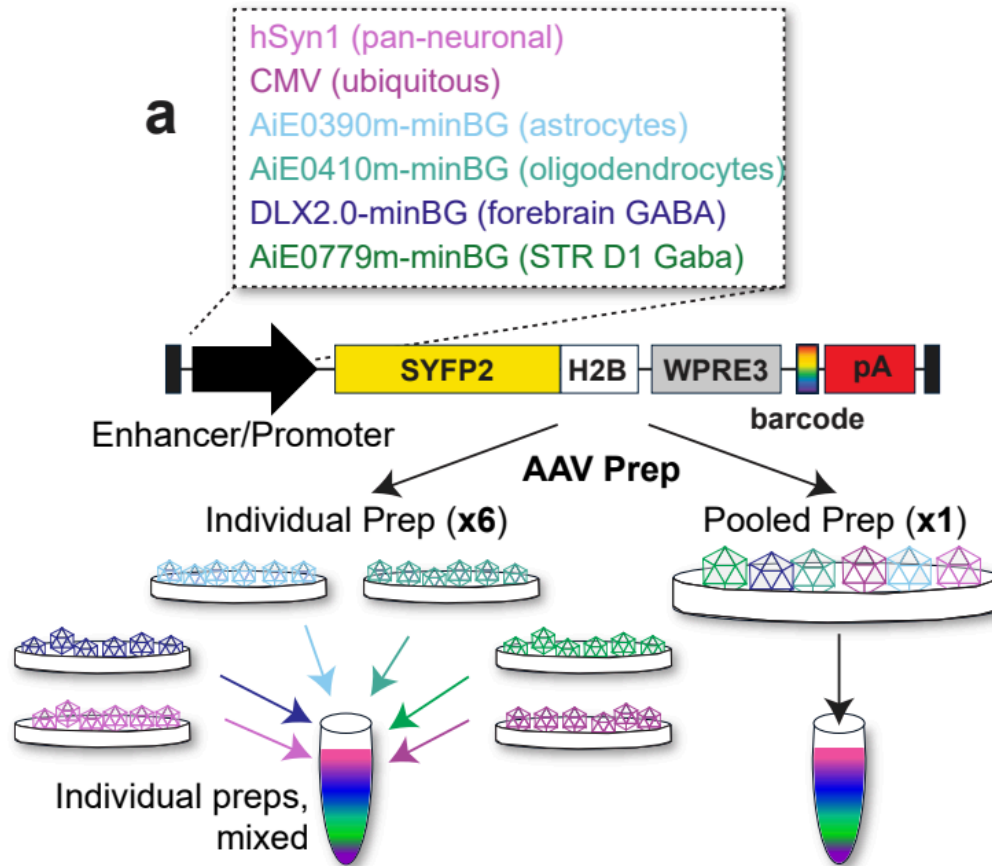 a
hSyn1 (pan-neuronal)
CMV (ubiquitous)
AiE0390m-minBG (astrocytes)
AiE0410m-minBG (oligodendrocytes)
DLX2.0-minBG (forebrain GABA)
AiE0779m-minBG (STR D1 Gaba)
SYFP2 H2B WPRE3 pA
Enhancer/Promoter
barcode
AAV Prep
Individual Prep (x6)
Pooled Prep (x1)
Individual preps,
mixed